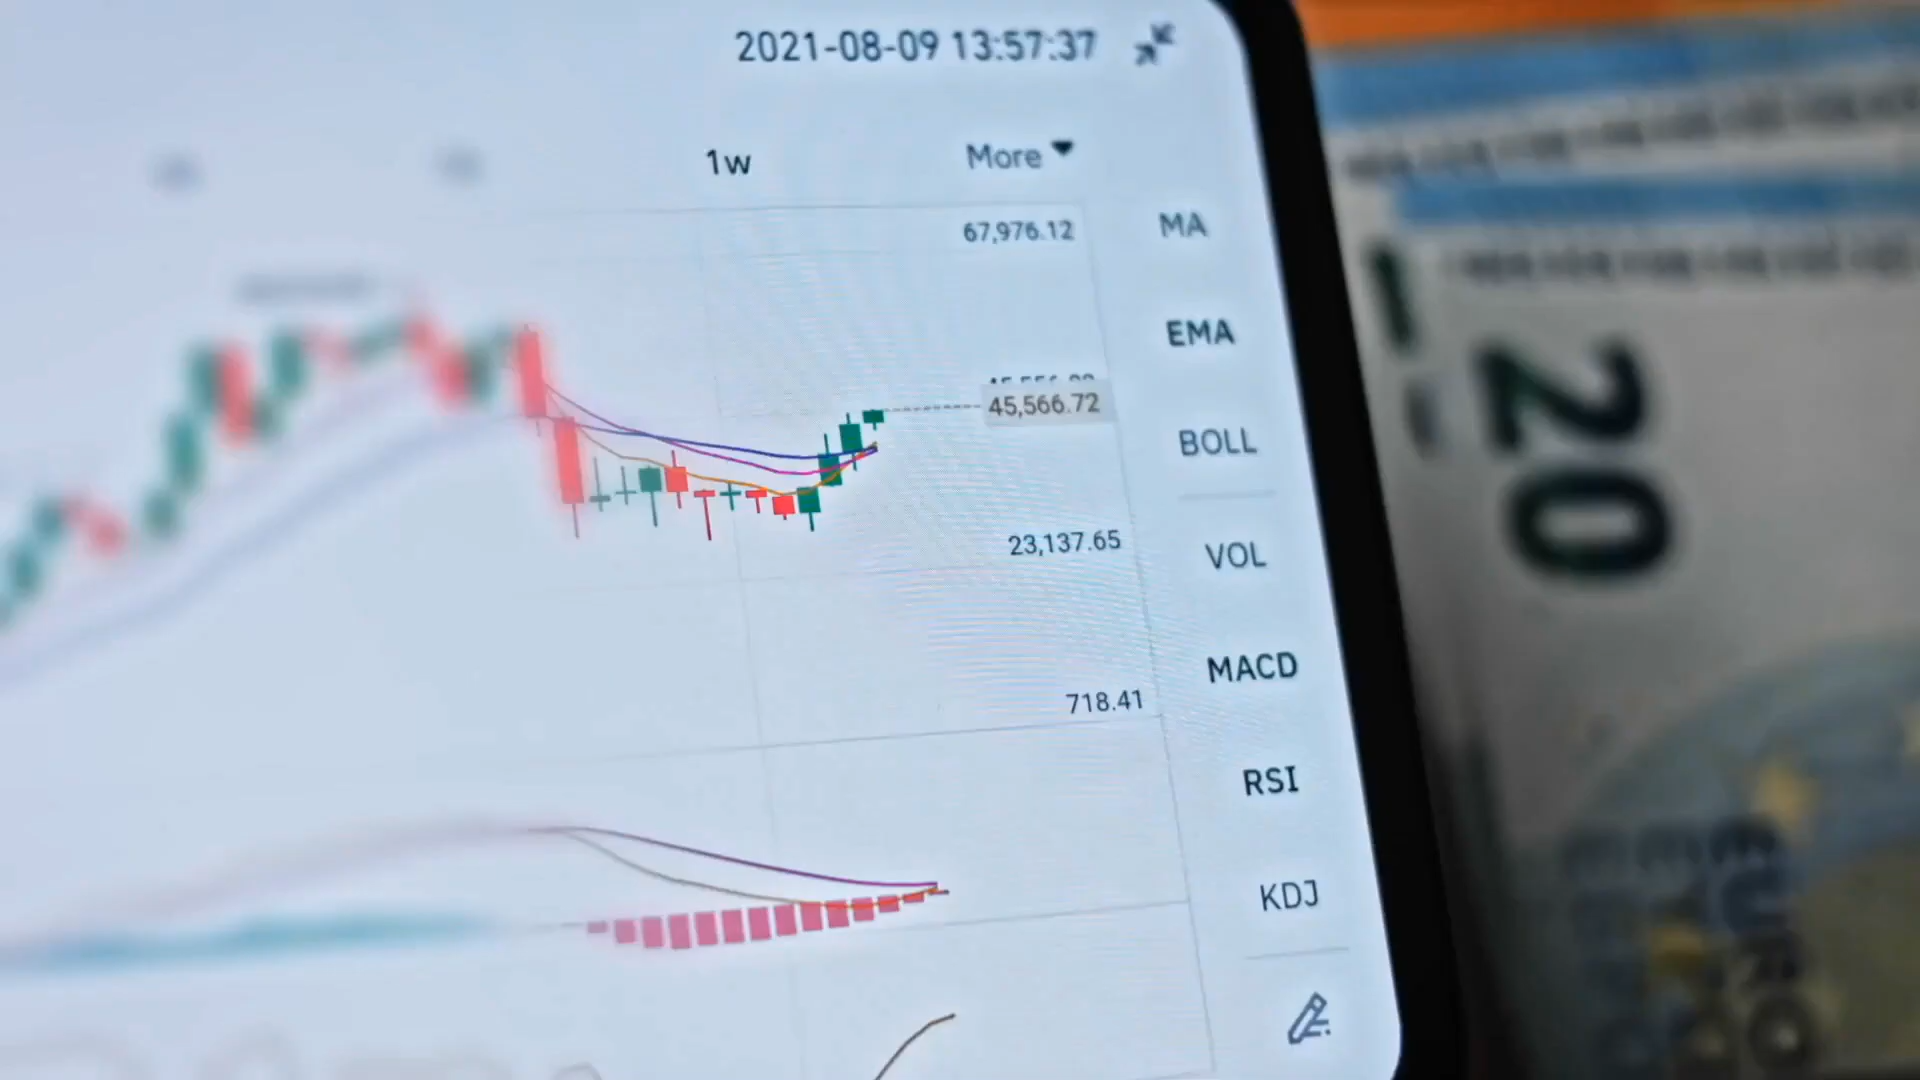 2021-08-09 13:57:37
1w
More
67,976.12
MA
EMA
45,566.72
BOLL
23,137.65
VOL
MACD
718.41
RSI
KDJ
20
EURO